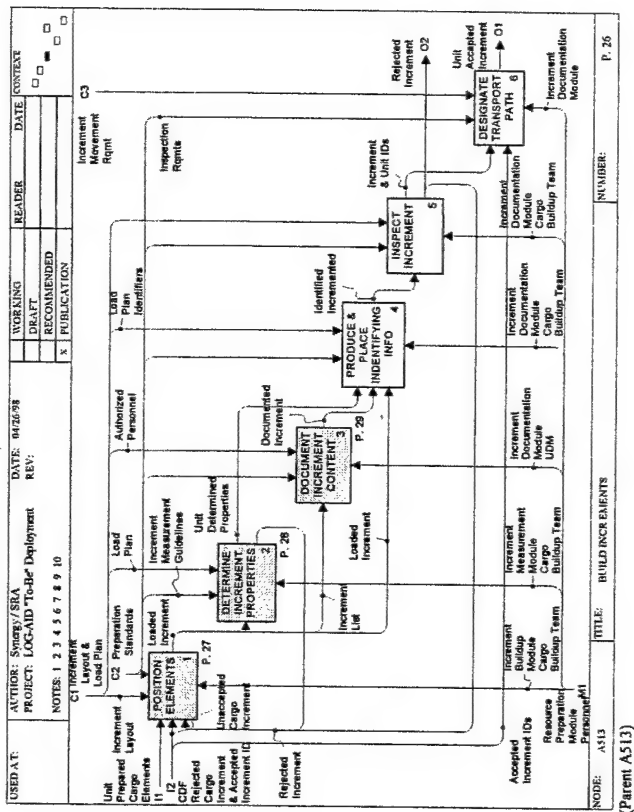 USED AT:
AUTHOR: Synergy/SRA
PROJECT: LOG-AID "To-Be" Deployment
NOTES: 1 2 3 4 5 6 7 8 9 10
DATE: 04/26/98
REV:
WORKING
DRAFT
RECOMMENDED
x PUBLICATION
READER
DATE
CONTEXT
C1 Increment
Layout &
Load Plan
C2 Preparation
Standards
Load
Plan
Authorized
Personnel
Load
Plan
Identifiers
Increment
Movement
Rqmt
C3
Inspection
Rqmts
Increment
Layout
Increment
Measurement
Guidelines
Unit
Prepared
Cargo
Elements
I1
I2
CDF
Rejected
Cargo
Increment
& Accepted
Increment ID
POSITION
ELEMENTS
1
P. 27
Loaded
Increment
Unaccepted
Cargo
Increment
Rejected
Increment
DETERMINE
INCREMENT
PROPERTIES
2
P. 28
Unit
Determined
Properties
Increment
List
Loaded
Increment
DOCUMENT
INCREMENT
CONTENT
3
P. 29
Documented
Increment
PRODUCE &
PLACE
INDENTIFYING
INFO
4
Identified
Incremented
INSPECT
INCREMENT
5
Increment
& Unit IDs
Rejected
Increment
O2
DESIGNATE
TRANSPORT
PATH
6
Unit
Accepted
Increment
O1
Accepted
Increment IDs
Resource
Preparation
Module
Personnel
M1
Increment
Buildup
Module
Cargo
Buildup Team
Increment
Measurement
Module
Cargo
Buildup Team
Increment
Documentation
Module
UDM
Increment
Documentation
Module
Cargo
Buildup Team
Increment
Documentation
Module
Cargo
Buildup Team
Increment
Documentation
Module
NODE: A513
TITLE: BUILD INCREMENTS
NUMBER:
P. 26
(Parent A513)